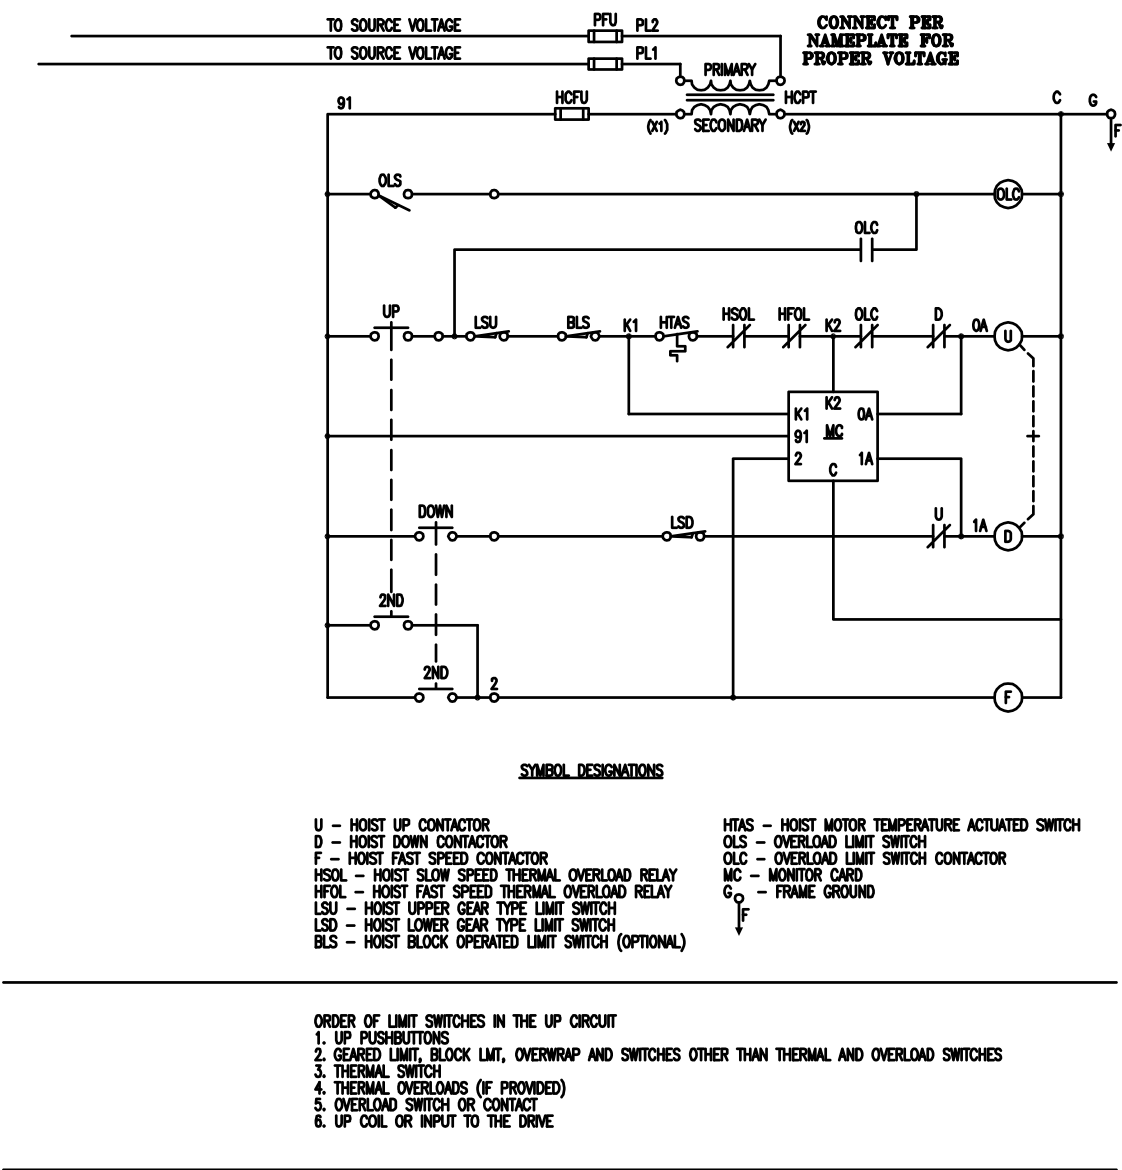 TO SOURCE VOLTAGE PFU PL2
TO SOURCE VOLTAGE PL1
CONNECT PER
NAMEPLATE FOR
PROPER VOLTAGE
PRIMARY
91 HCFU HCPT C G
(X1) SECONDARY (X2) F
OLS OLC
OLC
UP LSU BLS K1 HTAS HSOL HFOL K2 OLC D 0A U
K2
K1 0A
91 MC
2 1A
C
DOWN LSD U 1A D
2ND
2ND 2 F
SYMBOL DESIGNATIONS
U – HOIST UP CONTACTOR
D – HOIST DOWN CONTACTOR
F – HOIST FAST SPEED CONTACTOR
HSOL – HOIST SLOW SPEED THERMAL OVERLOAD RELAY
HFOL – HOIST FAST SPEED THERMAL OVERLOAD RELAY
LSU – HOIST UPPER GEAR TYPE LIMIT SWITCH
LSD – HOIST LOWER GEAR TYPE LIMIT SWITCH
BLS – HOIST BLOCK OPERATED LIMIT SWITCH (OPTIONAL)
HTAS – HOIST MOTOR TEMPERATURE ACTUATED SWITCH
OLS – OVERLOAD LIMIT SWITCH
OLC – OVERLOAD LIMIT SWITCH CONTACTOR
MC – MONITOR CARD
G – FRAME GROUND
F
ORDER OF LIMIT SWITCHES IN THE UP CIRCUIT
1. UP PUSHBUTTONS
2. GEARED LIMIT, BLOCK LMT, OVERWRAP AND SWITCHES OTHER THAN THERMAL AND OVERLOAD SWITCHES
3. THERMAL SWITCH
4. THERMAL OVERLOADS (IF PROVIDED)
5. OVERLOAD SWITCH OR CONTACT
6. UP COIL OR INPUT TO THE DRIVE